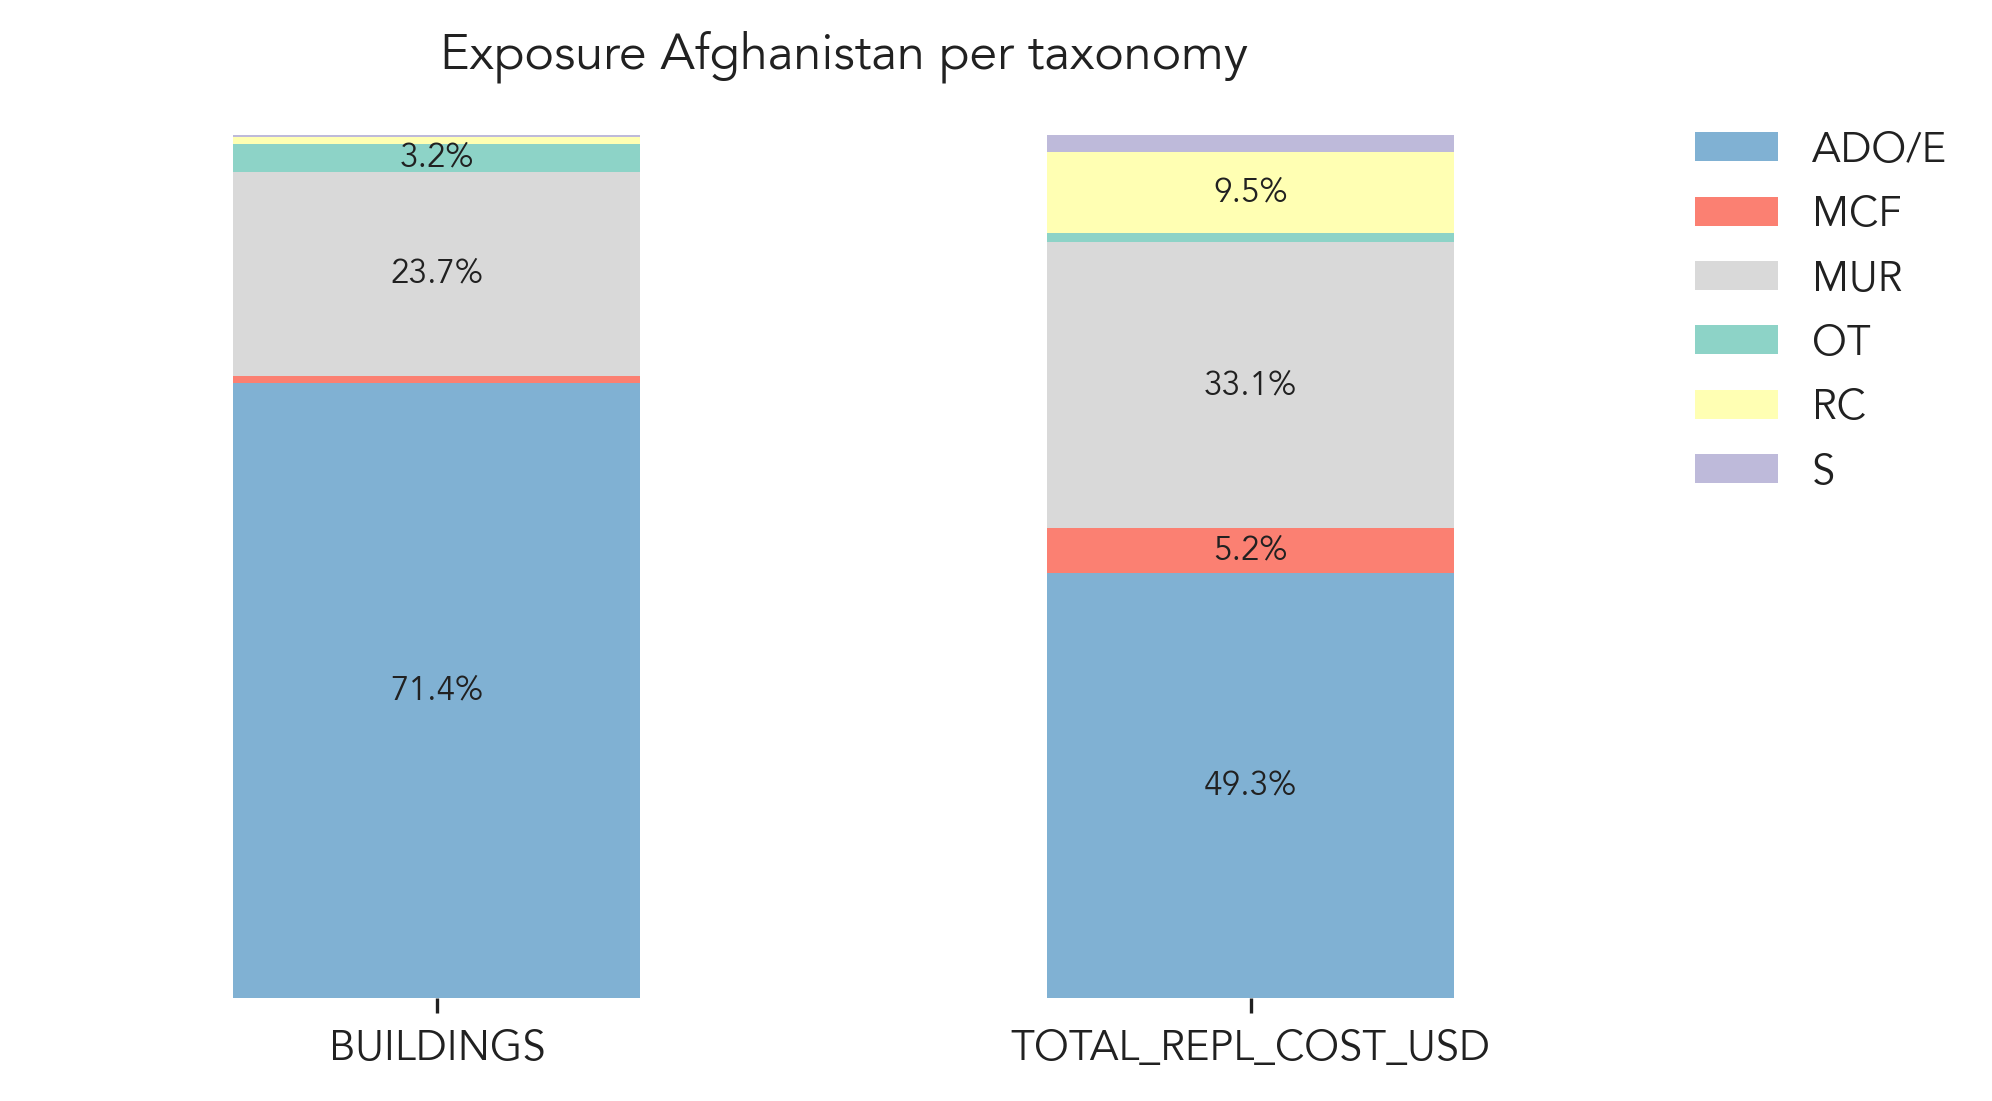 Exposure Afghanistan per taxonomy
3.2%
23.7%
71.4%
BUILDINGS
9.5%
33.1%
5.2%
49.3%
TOTAL_REPL_COST_USD
ADO/E
MCF
MUR
OT
RC
S